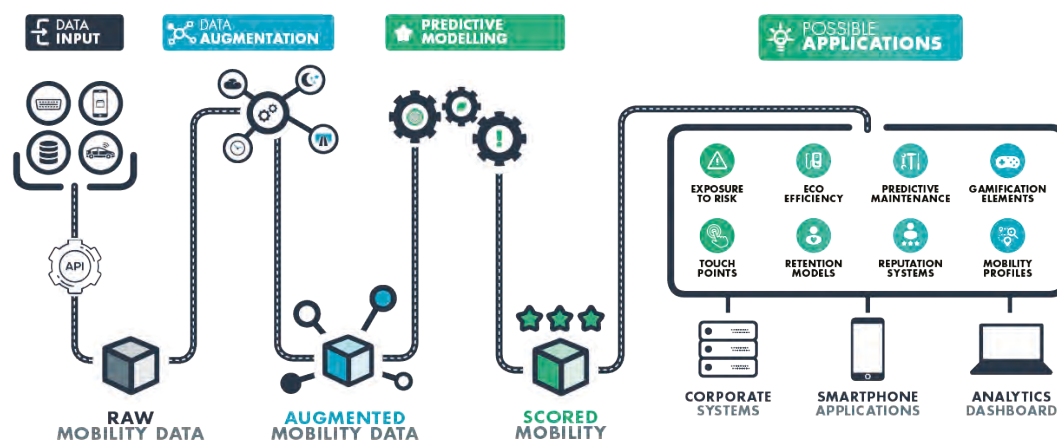 DATA
INPUT
DATA
AUGMENTATION
PREDICTIVE
MODELLING
POSSIBLE
APPLICATIONS
API
EXPOSURE
TO RISK
ECO
EFFICIENCY
PREDICTIVE
MAINTENANCE
GAMIFICATION
ELEMENTS
TOUCH
POINTS
RETENTION
MODELS
REPUTATION
SYSTEMS
MOBILITY
PROFILES
RAW
MOBILITY DATA
AUGMENTED
MOBILITY DATA
SCORED
MOBILITY
CORPORATE
SYSTEMS
SMARTPHONE
APPLICATIONS
ANALYTICS
DASHBOARD